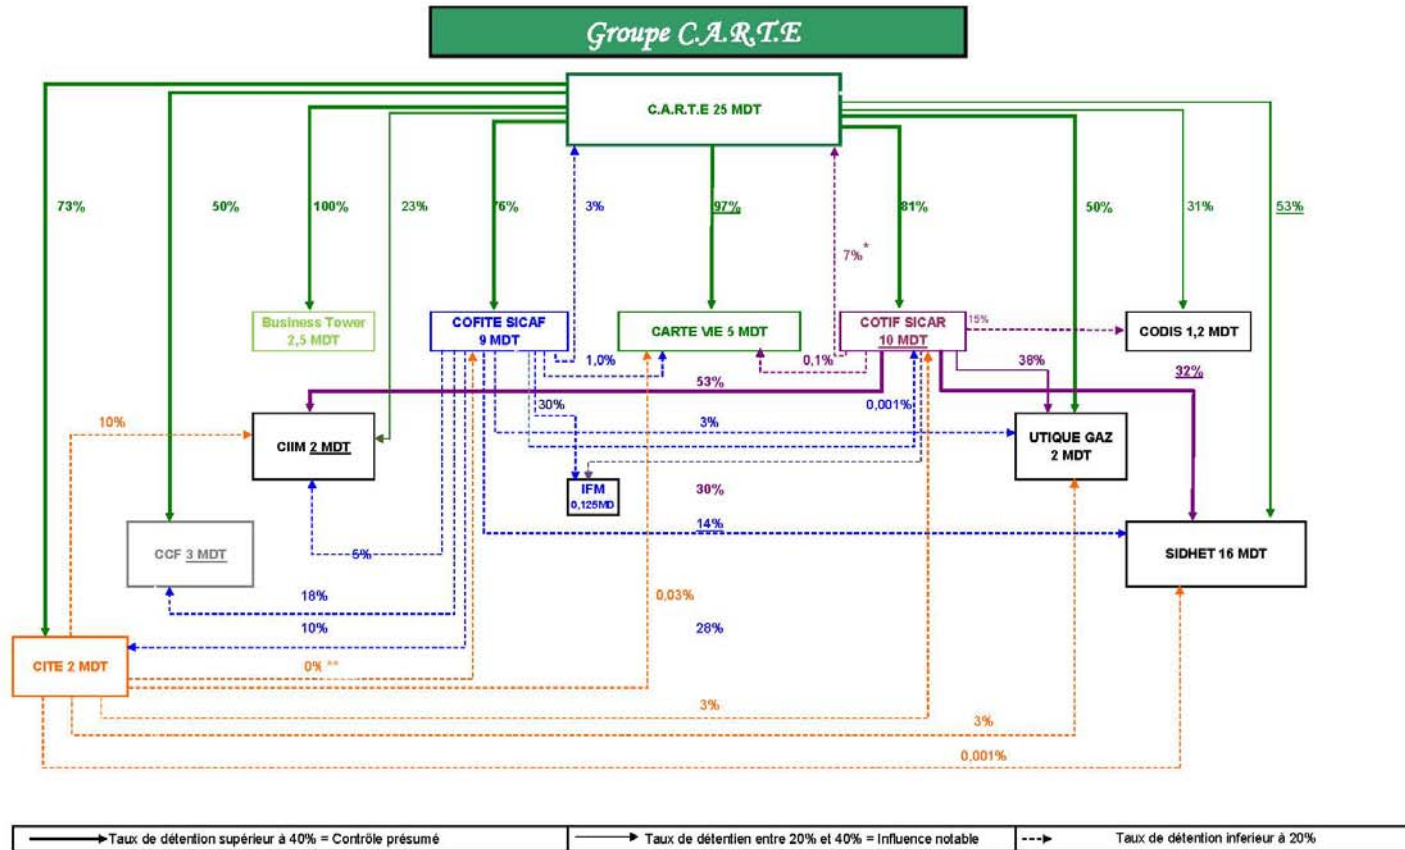 Groupe C.A.R.T.E
C.A.R.T.E 25 MDT
73%
50%
100%
23%
76%
3%
97%
81%
50%
31%
53%
7% *
Business Tower
2,5 MDT
COFITE SICAF
9 MDT
CARTE VIE 5 MDT
COTIF SICAR
10 MDT
15%
CODIS 1,2 MDT
1,0%
0,1%
38%
32%
53%
30%
0,001%
10%
3%
CIIM 2 MDT
UTIQUE GAZ
2 MDT
IFM
0,125MD
30%
14%
CCF 3 MDT
5%
SIDHET 16 MDT
18%
0,03%
10%
28%
CITE 2 MDT
0% **
3%
3%
0,001%
Taux de détention supérieur à 40% = Contrôle présumé
Taux de détentien entre 20% et 40% = Influence notable
Taux de détention inferieur à 20%